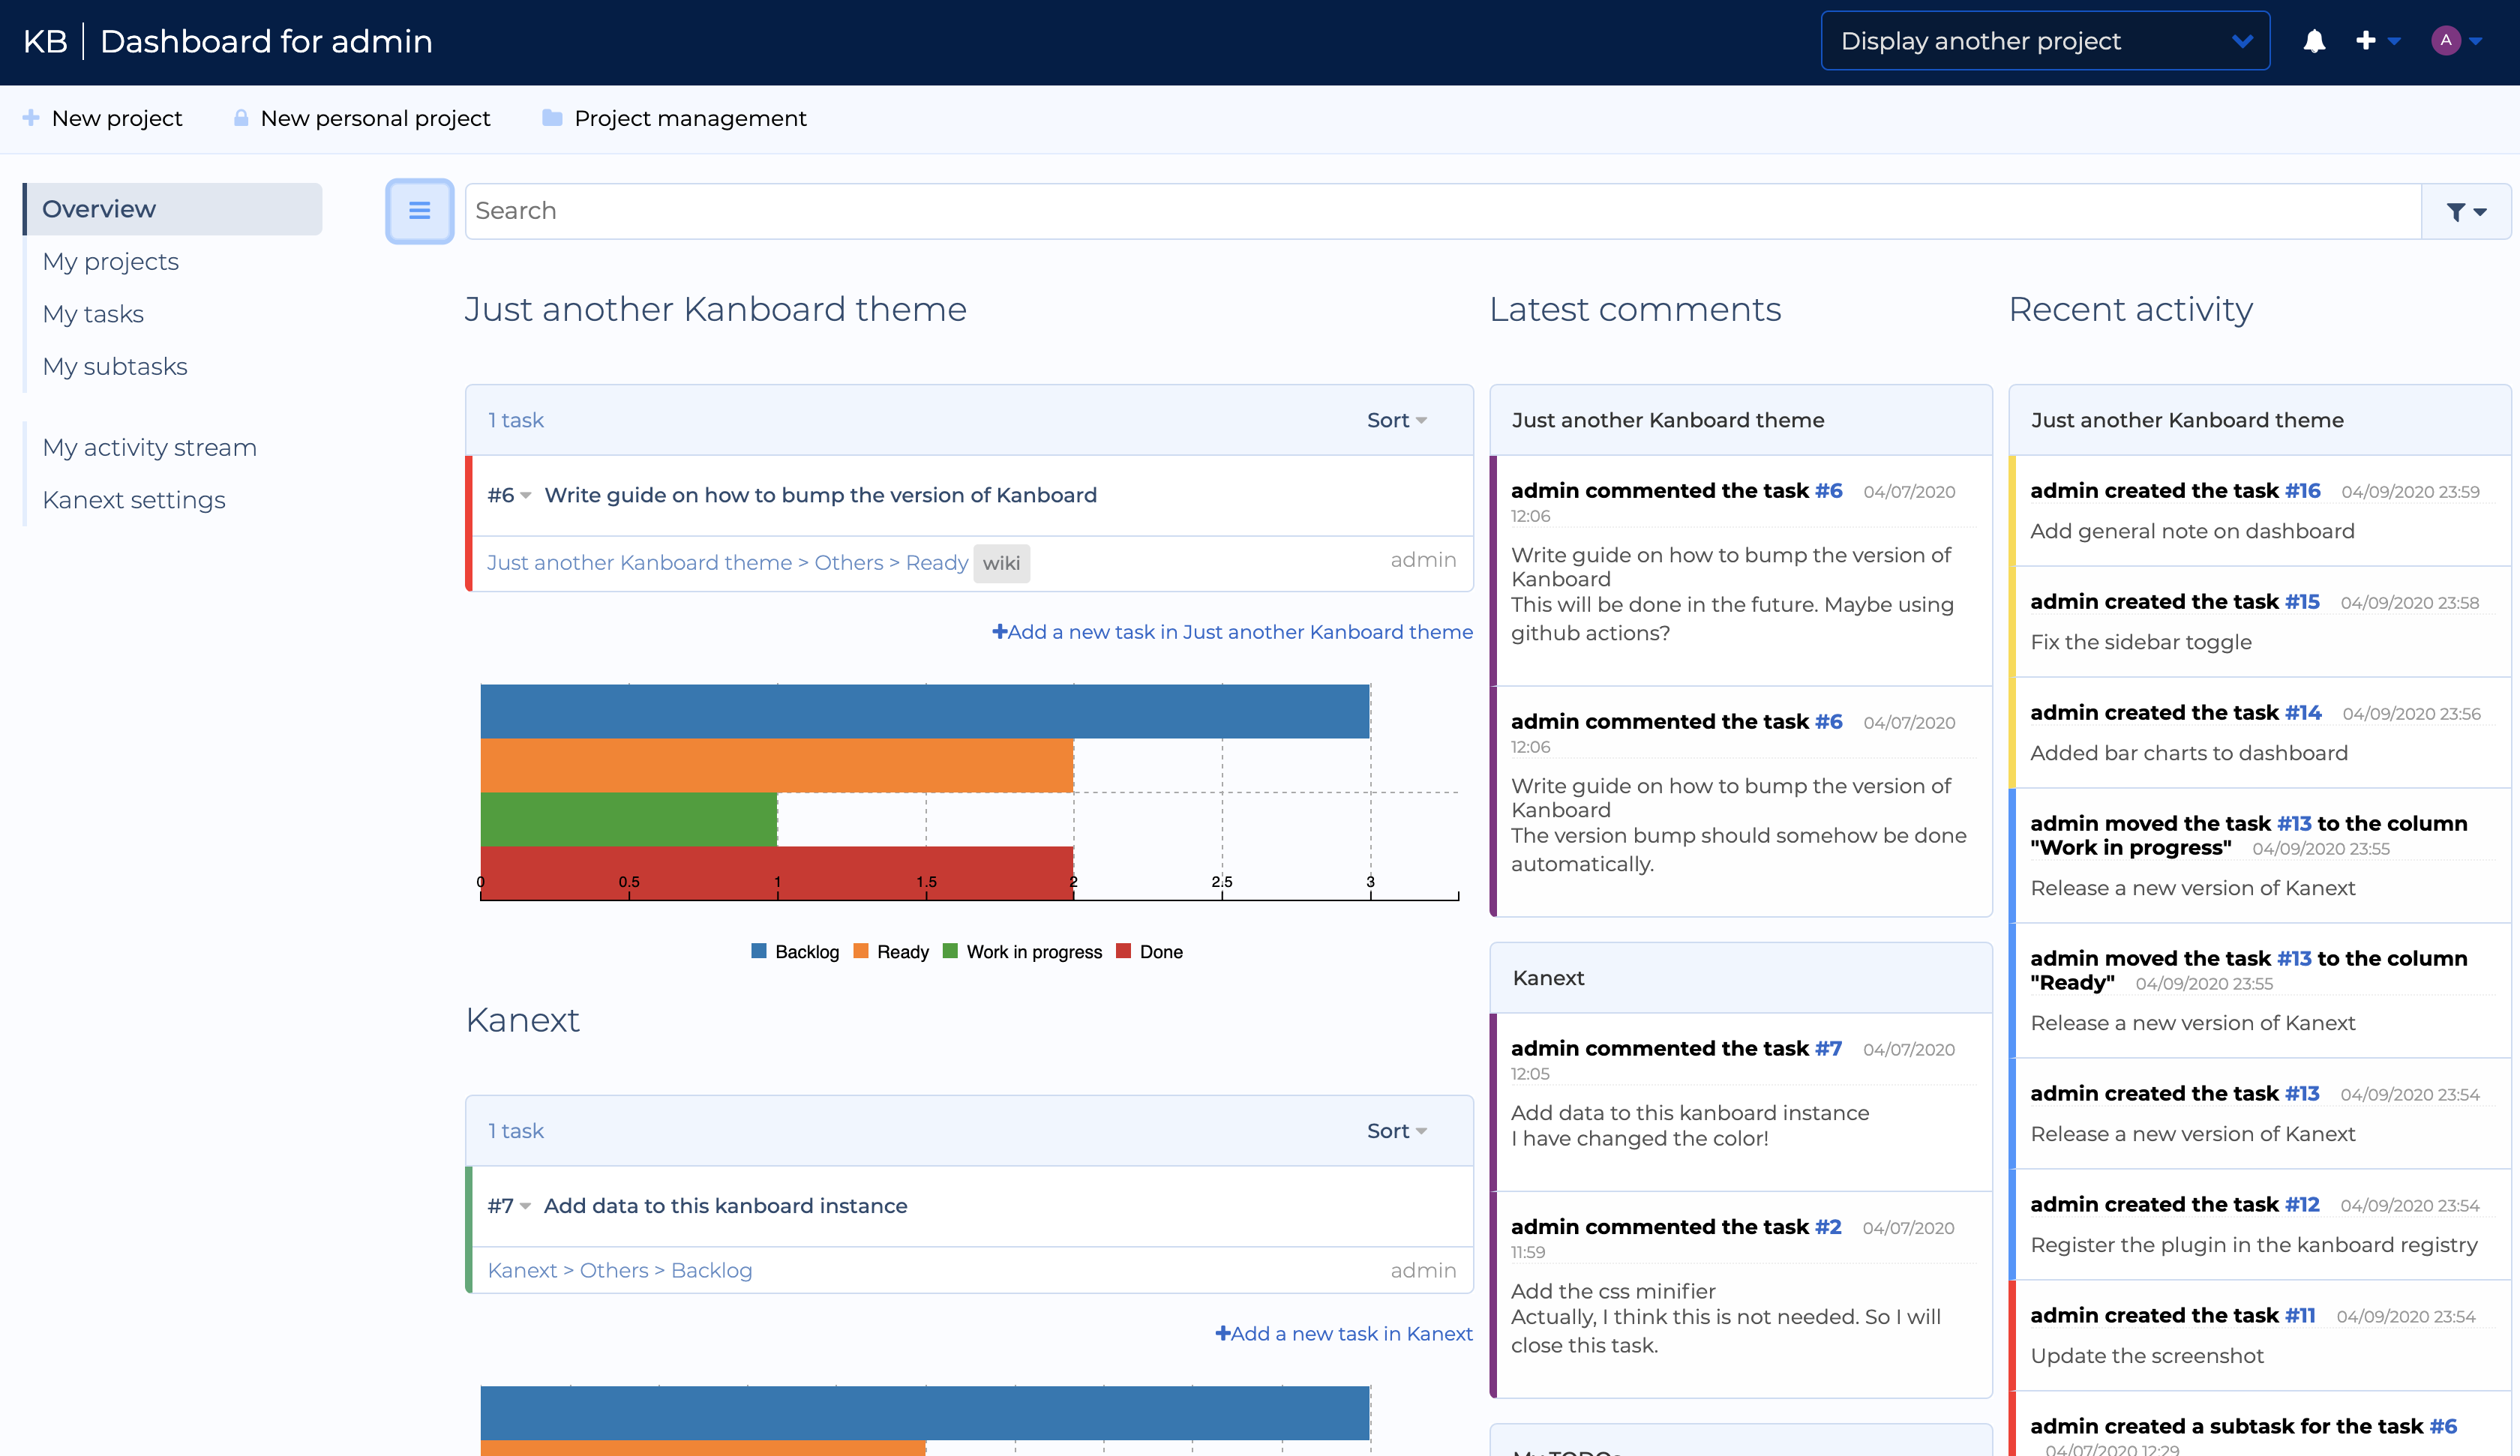 KB Dashboard for admin
Display another project
A
New project
New personal project
Project management
Overview
My projects
My tasks
My subtasks
My activity stream
Kanext settings
Search
Just another Kanboard theme
1 task
Sort
#6 Write guide on how to bump the version of Kanboard
Just another Kanboard theme > Others > Ready wiki
admin
Add a new task in Just another Kanboard theme
0 0.5 1 1.5 2 2.5 3
Backlog Ready Work in progress Done
Kanext
1 task
Sort
#7 Add data to this kanboard instance
Kanext > Others > Backlog
admin
Add a new task in Kanext
Latest comments
Just another Kanboard theme
admin commented the task #6 04/07/2020
12:06
Write guide on how to bump the version of
Kanboard
This will be done in the future. Maybe using
github actions?
admin commented the task #6 04/07/2020
12:06
Write guide on how to bump the version of
Kanboard
The version bump should somehow be done
automatically.
Kanext
admin commented the task #7 04/07/2020
12:05
Add data to this kanboard instance
I have changed the color!
admin commented the task #2 04/07/2020
11:59
Add the css minifier
Actually, I think this is not needed. So I will
close this task.
My TODOs
Recent activity
Just another Kanboard theme
admin created the task #16 04/09/2020 23:59
Add general note on dashboard
admin created the task #15 04/09/2020 23:58
Fix the sidebar toggle
admin created the task #14 04/09/2020 23:56
Added bar charts to dashboard
admin moved the task #13 to the column
"Work in progress" 04/09/2020 23:55
Release a new version of Kanext
admin moved the task #13 to the column
"Ready" 04/09/2020 23:55
Release a new version of Kanext
admin created the task #13 04/09/2020 23:54
Release a new version of Kanext
admin created the task #12 04/09/2020 23:54
Register the plugin in the kanboard registry
admin created the task #11 04/09/2020 23:54
Update the screenshot
admin created a subtask for the task #6
04/07/2020 12:29